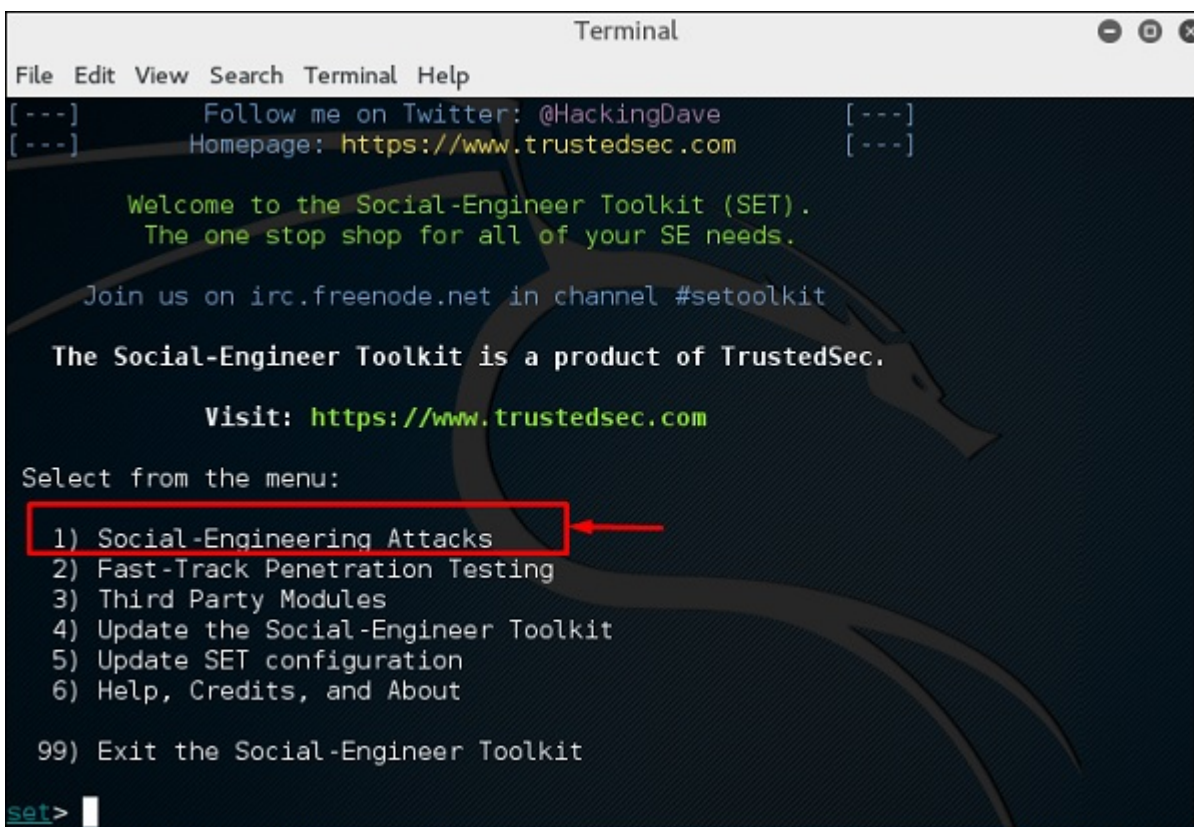 Terminal
File Edit View Search Terminal Help
[---] Follow me on Twitter: @HackingDave [---]
[---] Homepage: https://www.trustedsec.com [---]
Welcome to the Social-Engineer Toolkit (SET).
The one stop shop for all of your SE needs.
Join us on irc.freenode.net in channel #setoolkit
The Social-Engineer Toolkit is a product of TrustedSec.
Visit: https://www.trustedsec.com
Select from the menu:
1) Social-Engineering Attacks
2) Fast-Track Penetration Testing
3) Third Party Modules
4) Update the Social-Engineer Toolkit
5) Update SET configuration
6) Help, Credits, and About
99) Exit the Social-Engineer Toolkit
set>